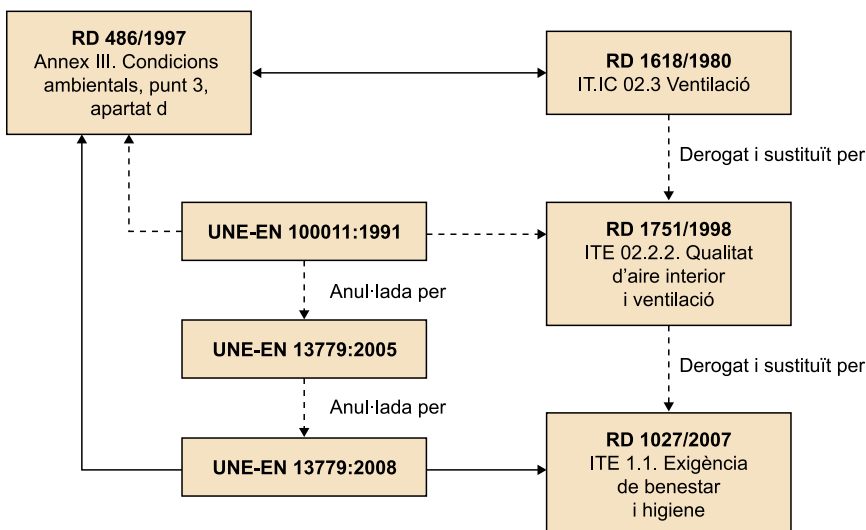 RD 486/1997
Annex III. Condicions
ambientals, punt 3,
apartat d
RD 1618/1980
IT.IC 02.3 Ventilació
Derogat i sustituït per
UNE-EN 100011:1991
RD 1751/1998
ITE 02.2.2. Qualitat
d’aire interior
i ventilació
Anul·lada per
UNE-EN 13779:2005
Derogat i sustituït per
Anul·lada per
UNE-EN 13779:2008
RD 1027/2007
ITE 1.1. Exigència
de benestar
i higiene